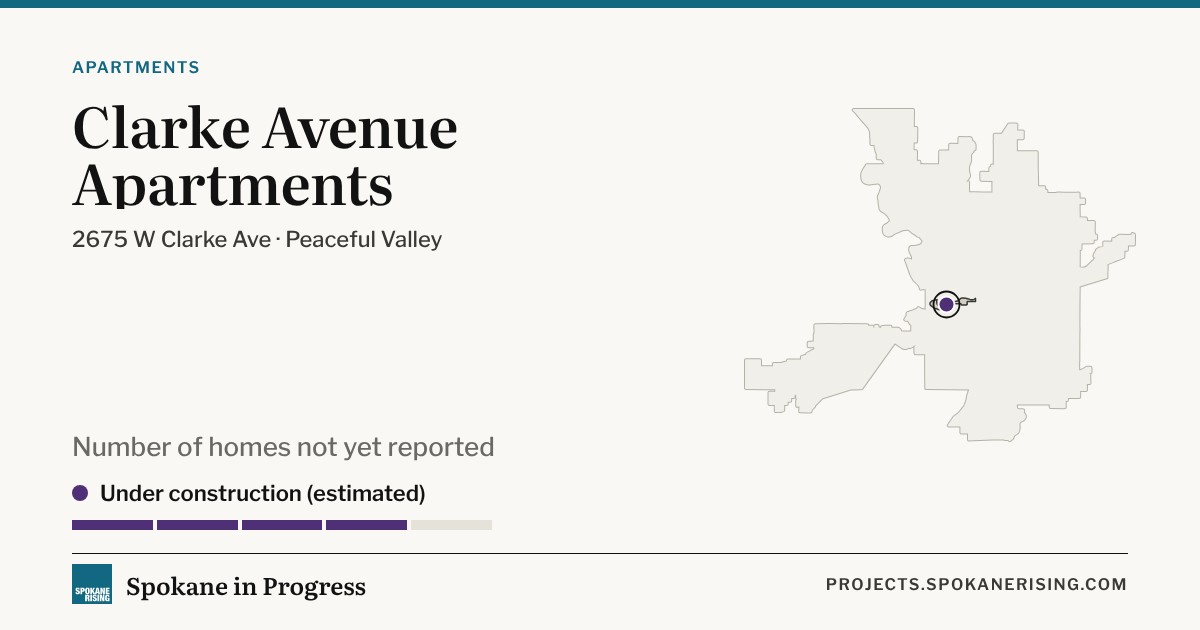 APARTMENTS
Clarke Avenue
Apartments
2675 W Clarke Ave · Peaceful Valley
Number of homes not yet reported
Under construction (estimated)
SPOKANE
RISING
Spokane in Progress
PROJECTS.SPOKANERISING.COM